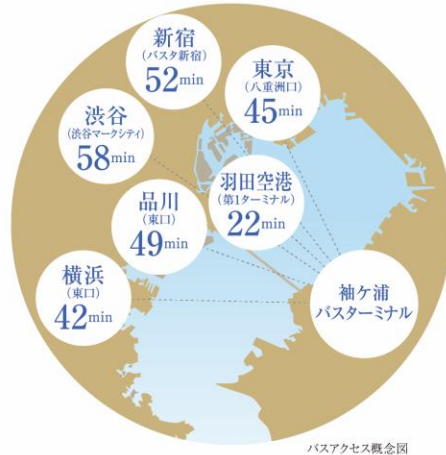 新宿
(バスタ新宿)
52min
東京
(八重洲口)
45min
渋谷
(渋谷マークシティ)
58min
羽田空港
(第1ターミナル)
22min
品川
(東口)
49min
横浜
(東口)
42min
袖ケ浦
バスターミナル
バスアクセス概念図